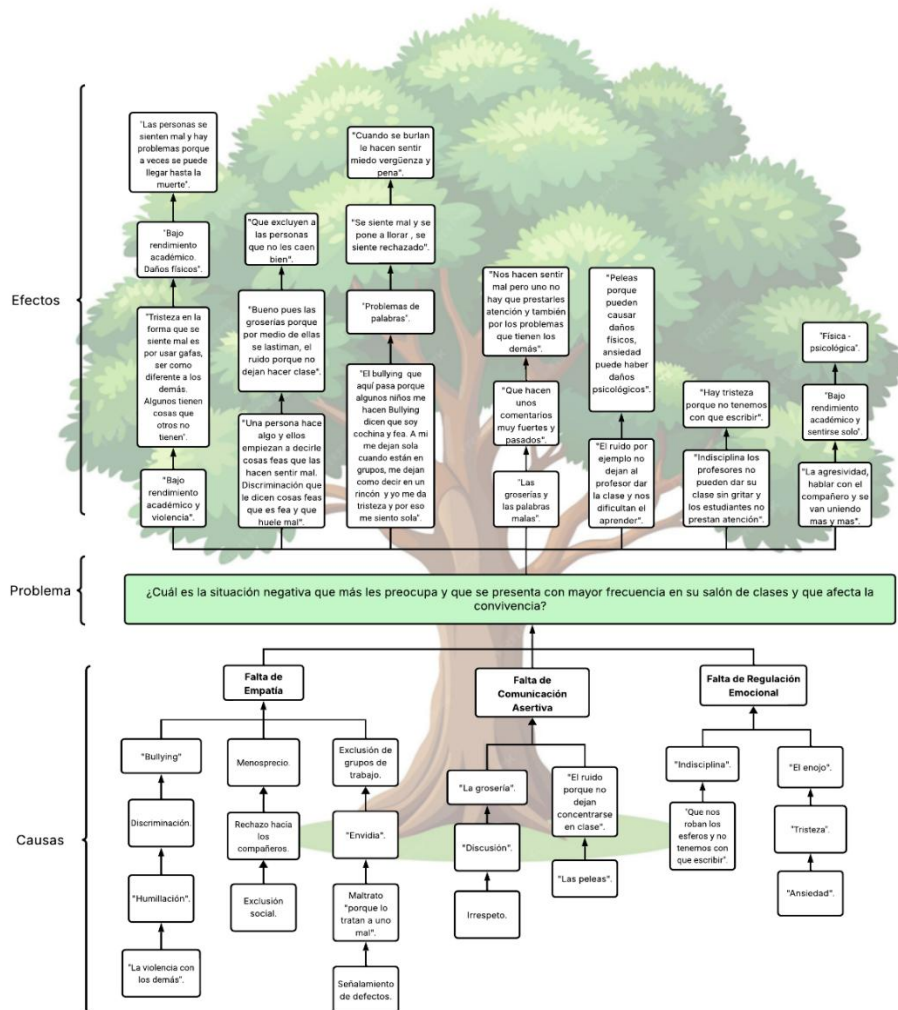 "Las personas se
sienten mal y hay
problemas porque
a veces se puede
llegar hasta la
muerte".
"Bajo
rendimiento
académico.
Daños físicos".
"Tristeza en la
forma que se
siente mal es
por usar gafas,
ser como
diferente a los
demás.
Algunos tienen
cosas que
otros no
tienen".
"Bajo
rendimiento
académico y
violencia".
"Que excluyen a
las personas
que no les caen
bien".
"Bueno pues las
groserías porque
por medio de ellas
se lastiman, el
ruido porque no
dejan hacer clase".
"Una persona hace
algo y ellos
empiezan a decirle
cosas feas que las
hacen sentir mal.
Discriminación que
le dicen cosas feas
que es fea y que
huele mal".
"Cuando se burlan
le hacen sentir
miedo vergüenza y
pena".
"Se siente mal y se
pone a llorar , se
siente rechazado".
"Problemas de
palabras".
"El bullying que
aquí pasa porque
algunos niños me
hacen Bullying
dicen que soy
cochina y fea. A mi
me dejan sola
cuando están en
grupos, me dejan
como decir en un
rincón y yo me da
tristeza y por eso
me siento sola".
"Nos hacen sentir
mal pero uno no
hay que prestarles
atención y también
por los problemas
que tienen los
demás".
"Que hacen
unos
comentarios
muy fuertes y
pasados".
"Las
groserías y
las palabras
malas".
"Peleas
porque
pueden
causar
daños
físicos,
ansiedad
puede haber
daños
psicológicos".
"El ruido por
ejemplo no
dejan al
profesor dar
la clase y nos
dificultan el
aprender".
"Hay tristeza
porque no tenemos
con que escribir".
"Indisciplina los
profesores no
pueden dar su
clase sin gritar y
los estudiantes no
prestan atención".
"Física -
psicológica".
"Bajo
rendimiento
académico y
sentirse solo".
"La agresividad,
hablar con el
compañero y se
van uniendo
mas y mas".
Efectos
Problema
¿Cuál es la situación negativa que más les preocupa y que se presenta con mayor frecuencia en su salón de clases y que afecta la
convivencia?
Causas
Falta de
Empatía
"Bullying"
Discriminación.
"Humillación".
"La violencia con
los demás".
Menosprecio.
Rechazo hacia
los
compañeros.
Exclusión
social.
Exclusión de
grupos de
trabajo.
"Envidia".
Maltrato
"porque lo
tratan a uno
mal".
Señalamiento
de defectos.
Falta de
Comunicación
Asertiva
"La grosería".
"Discusión".
Irrespeto.
"El ruido
porque no
dejan
concentrarse
en clase".
"Las peleas".
Falta de Regulación
Emocional
"Indisciplina".
"Que nos
roban los
esferos y no
tenemos con
que escribir".
"El enojo".
"Tristeza".
"Ansiedad".